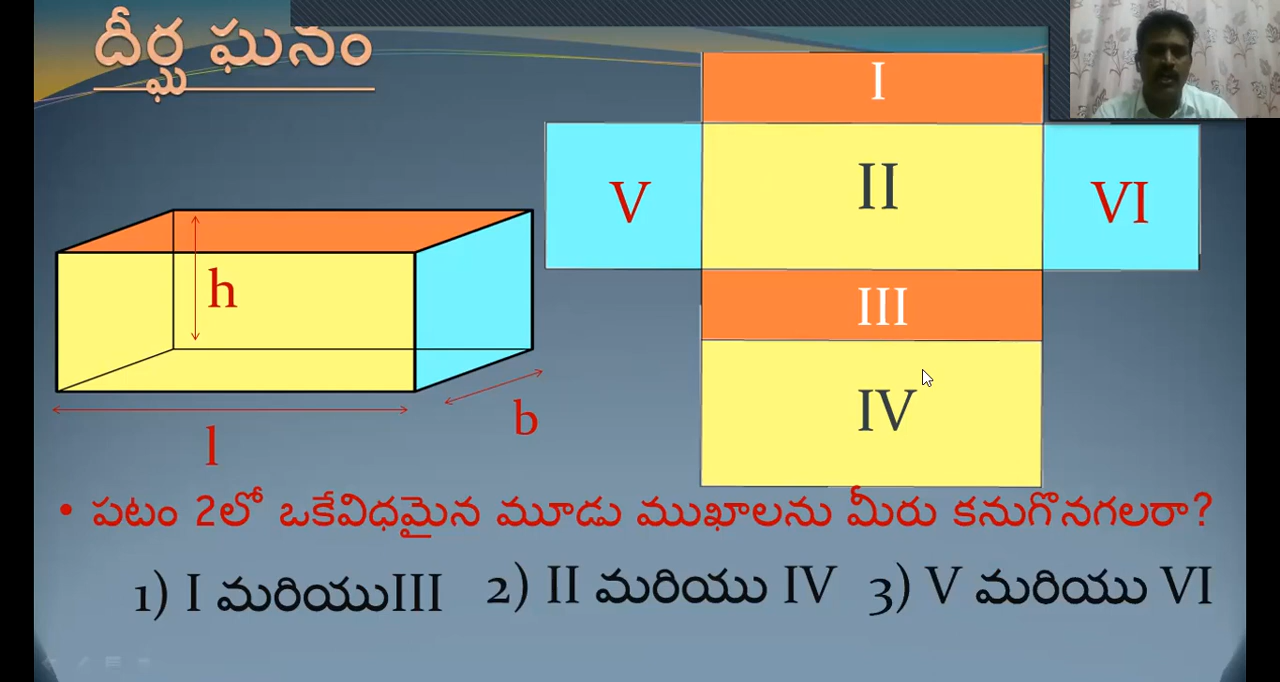 దీర్ఘ ఘనం
I
V
II
VI
h
III
IV
b
l
• పటం 2లో ఒకేవిధమైన మూడు ముఖాలను మీరు కనుగొనగలరా?
1) I మరియుIII 2) II మరియు IV 3) V మరియు VI